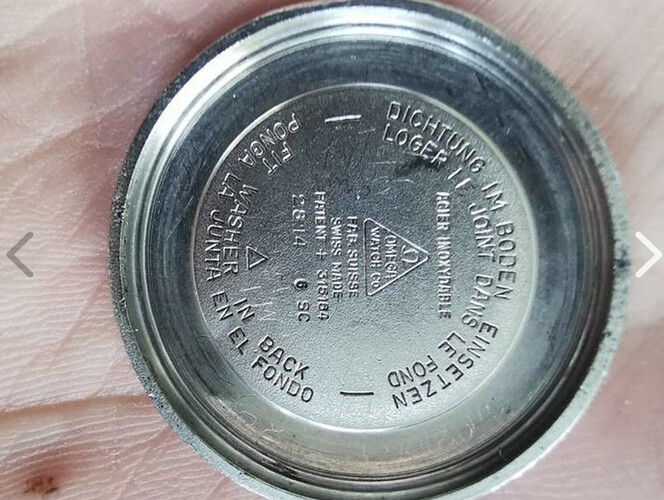 DICHTUNG IM BODEN EINSETZEN
LOGER LE JOINT DANS LE FOND
ACIER INOXYDABLE
Ω
OMEGA
WATCH Co
FAB. SUISSE
SWISS MADE
PATENT + 315184
2614 6 SC
FIT WASHER IN BACK
PONGA LA JUNTA EN EL FONDO